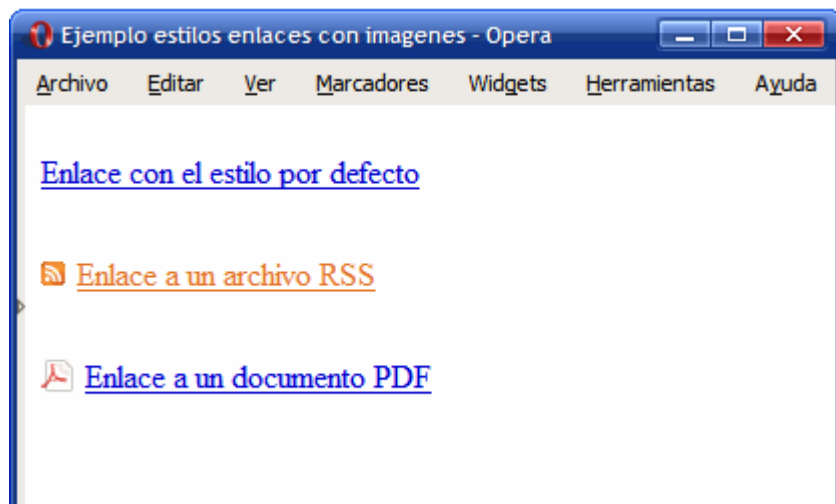 Ejemplo estilos enlaces con imagenes - Opera
Archivo Editar Ver Marcadores Widgets Herramientas Ayuda
Enlace con el estilo por defecto
Enlace a un archivo RSS
Enlace a un documento PDF